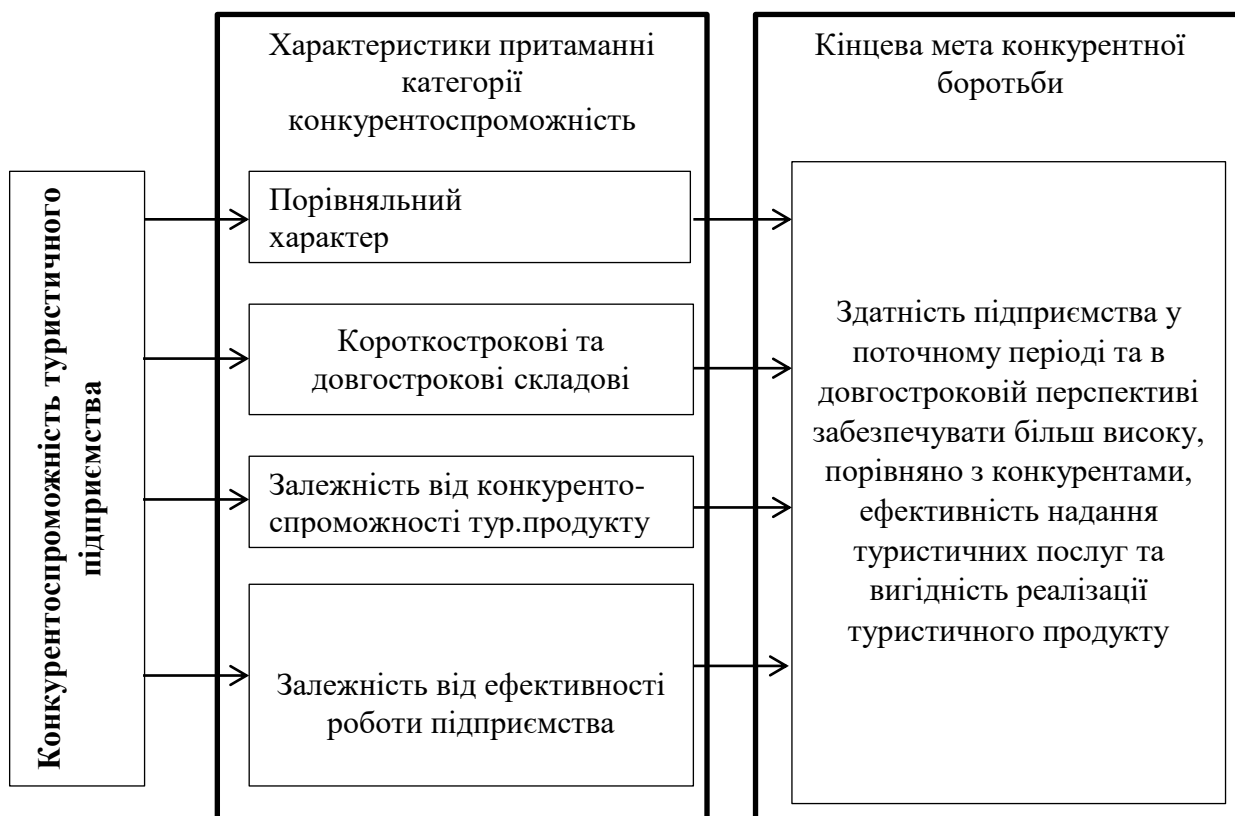 Конкурентоспроможність туристичного
підприємства
Характеристики притаманні
категорії
конкурентоспроможність
Порівняльний
характер
Короткострокові та
довгострокові складові
Залежність від конкуренто-
спроможності тур.продукту
Залежність від ефективності
роботи підприємства
Кінцева мета конкурентної
боротьби
Здатність підприємства у
поточному періоді та в
довгостроковій перспективі
забезпечувати більш високу,
порівняно з конкурентами,
ефективність надання
туристичних послуг та
вигідність реалізації
туристичного продукту